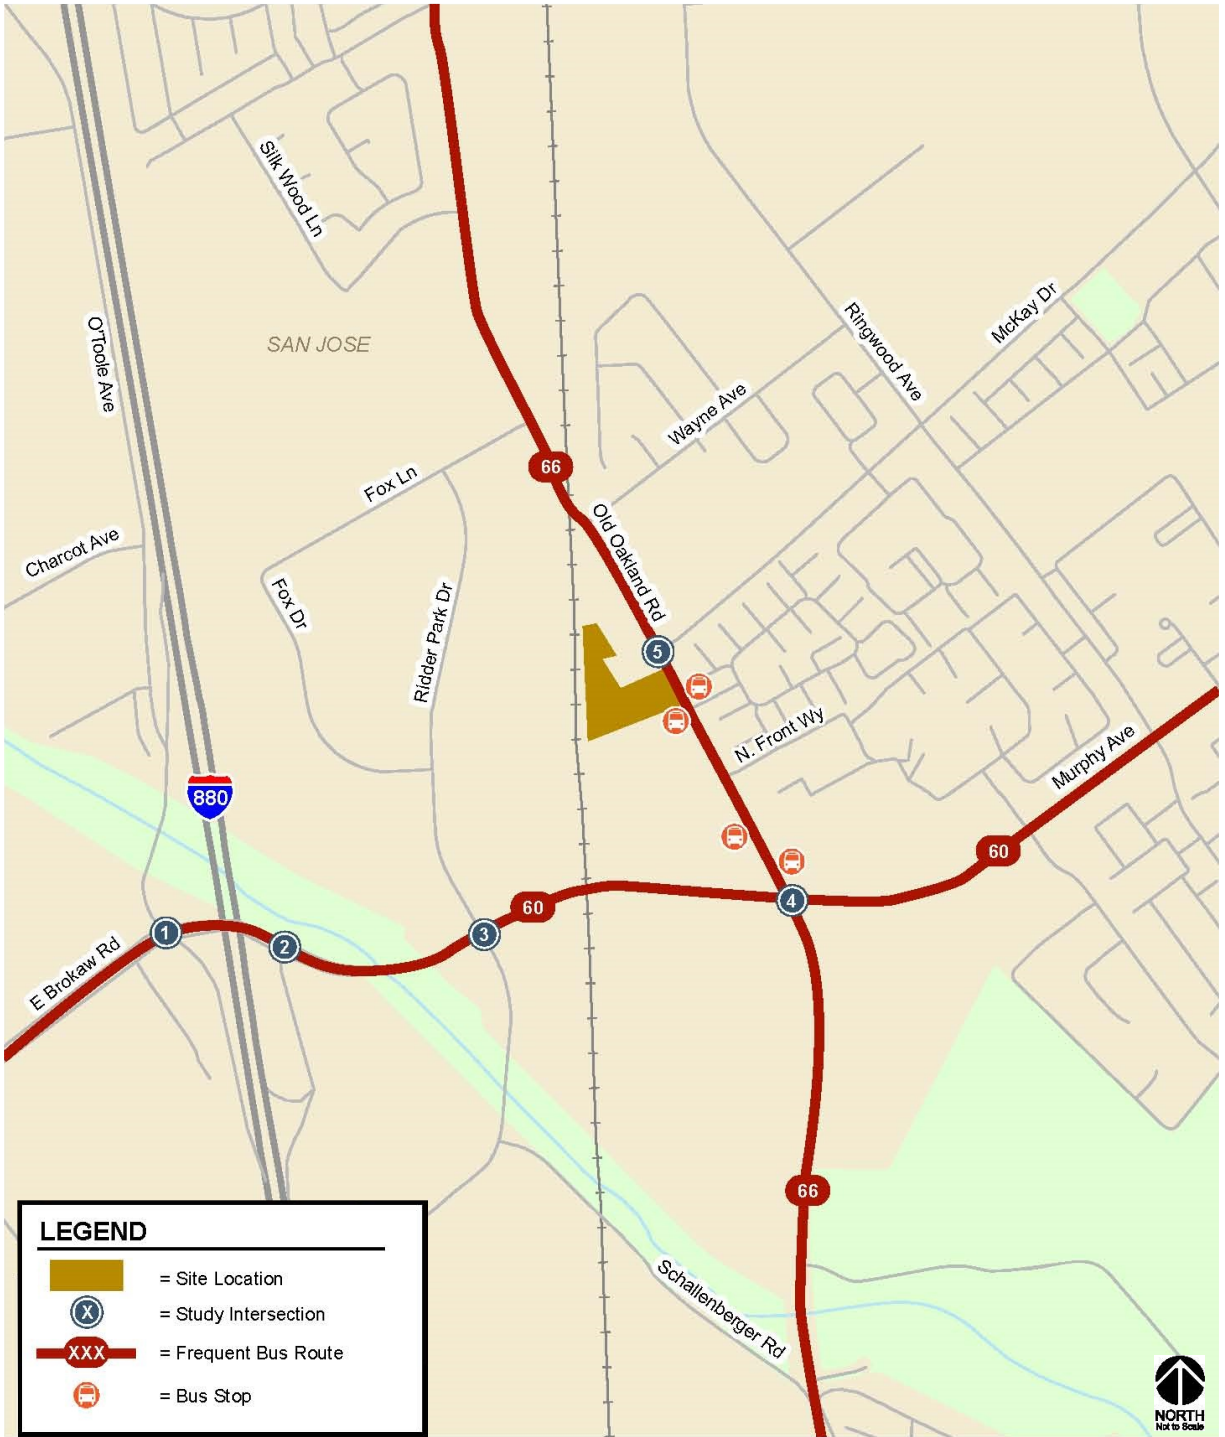 Silk Wood Ln
O'Toole Ave
SAN JOSE
McKay Dr
Ringwood Ave
Wayne Ave
66
Fox Ln
Old Oakland Rd
Charcot Ave
Fox Dr
Ridder Park Dr
5
N. Front Wy
Murphy Ave
880
60
60
4
1
2
3
E Brokaw Rd
66
Schallenberger Rd
LEGEND
= Site Location
X = Study Intersection
XXX = Frequent Bus Route
= Bus Stop
NORTH
Not to Scale